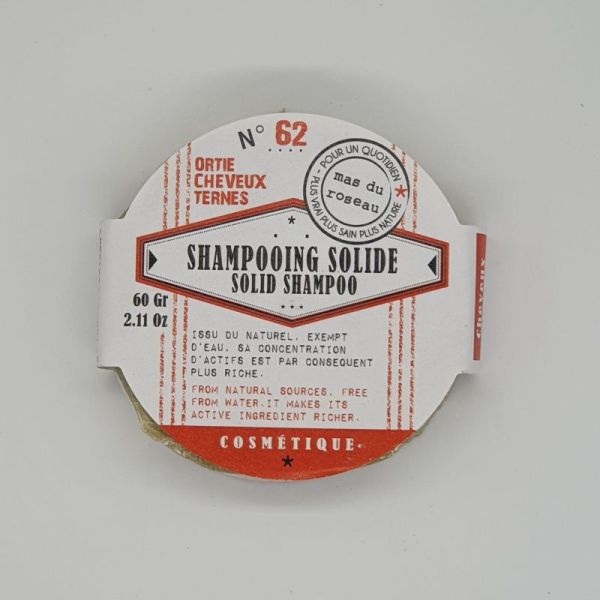 N° 62
ORTIE
CHEVEUX
TERNES
- POUR UN QUOTIDIEN -
PLUS VRAI PLUS SAIN PLUS NATURE
mas du
roseau
SHAMPOOING SOLIDE
SOLID SHAMPOO
60 Gr
2.11 Oz
ISSU DU NATUREL, EXEMPT
D'EAU, SA CONCENTRATION
D'ACTIFS EST PAR CONSEQUENT
PLUS RICHE.
FROM NATURAL SOURCES, FREE
FROM WATER.IT MAKES ITS
ACTIVE INGREDIENT RICHER.
COSMÉTIQUE
Cheveux